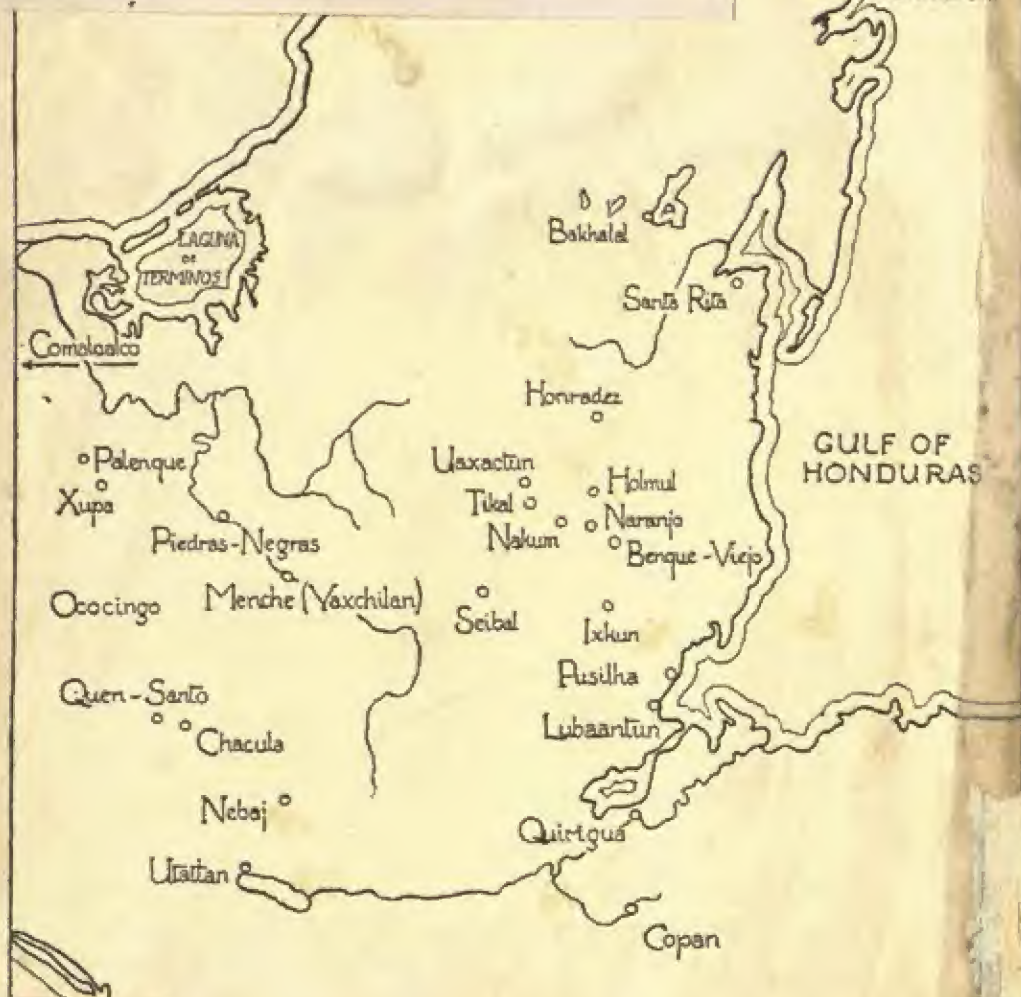 LAGUNA
DE
TERMINOS
Bakhalal
Santa Rita
Comalcalco
Honradez
GULF OF
HONDURAS
Palenque
Uaxactun
Xupa
Tikal
Holmul
Nakum
Naranjo
Piedras-Negras
Benque-Viejo
Ococingo
Menche (Yaxchilan)
Seibal
Ixkun
Pusilha
Quen-Santo
Lubaantun
Chacula
Nebaj
Quirigua
Utatlan
Copan